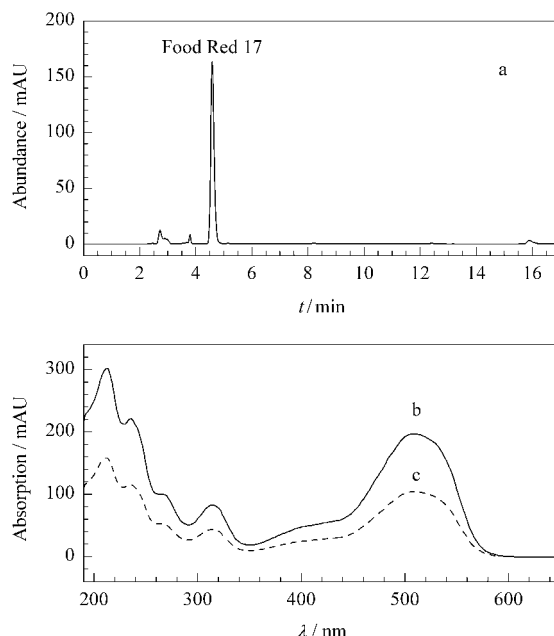 200
Food Red 17
a
150
100
50
0
Abundance / mAU
0 2 4 6 8 10 12 14 16
t / min
300
b
200
c
100
0
Absorption / mAU
200 300 400 500 600
λ / nm